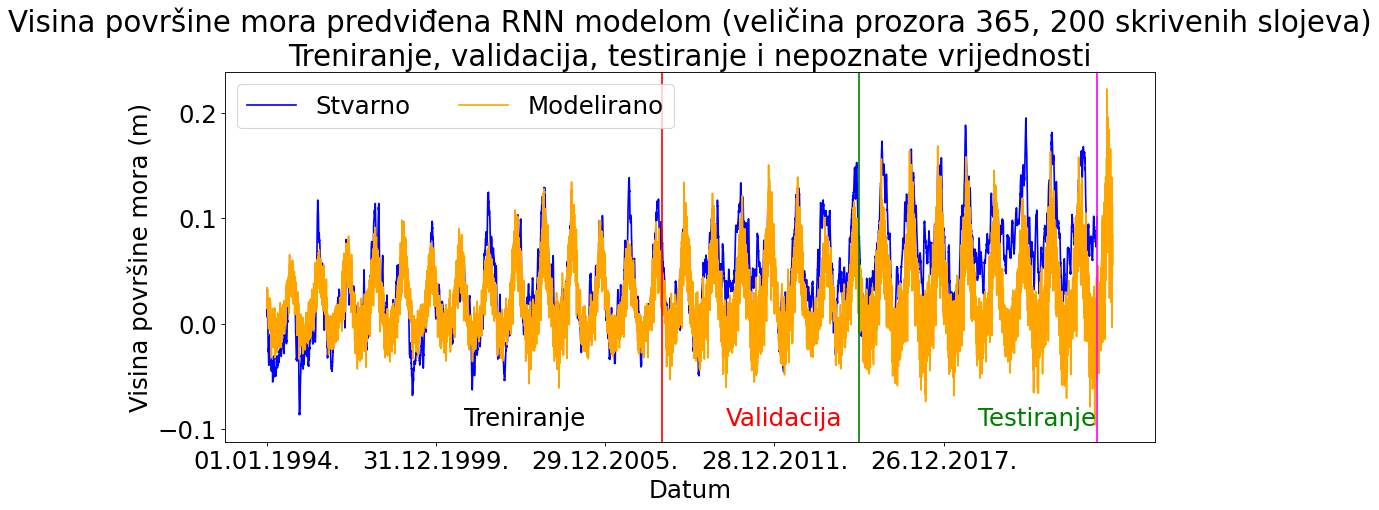 Visina površine mora predviđena RNN modelom (veličina prozora 365, 200 skrivenih slojeva)
Treniranje, validacija, testiranje i nepoznate vrijednosti
Stvarno Modelirano
Visina površine mora (m)
0.2
0.1
0.0
−0.1
Treniranje Validacija Testiranje
01.01.1994. 31.12.1999. 29.12.2005. 28.12.2011. 26.12.2017.
Datum